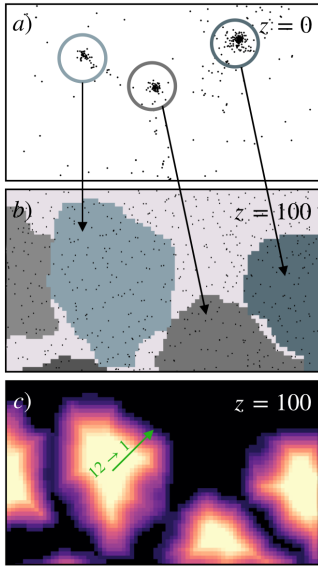 a) z = 0
b) z = 100
c) z = 100
12 → 1